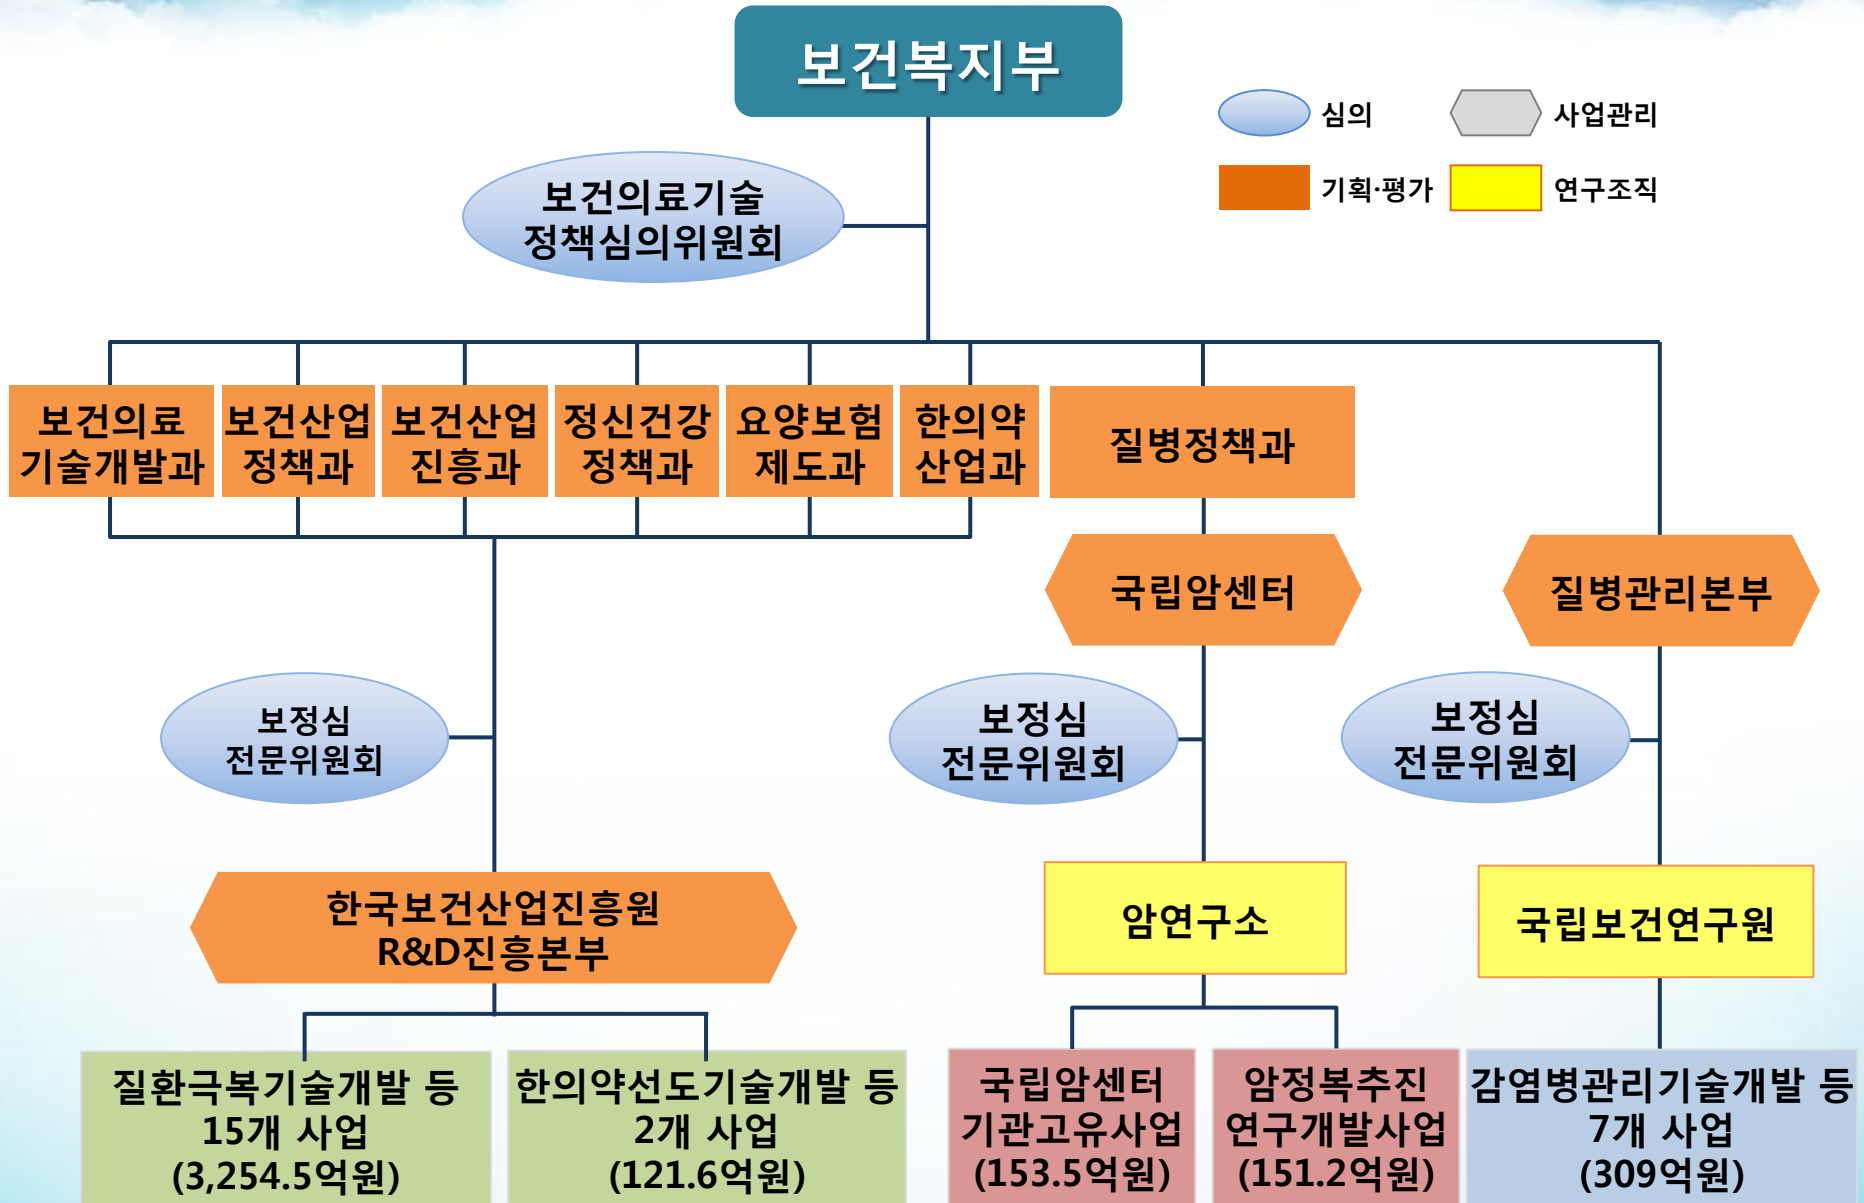 보건복지부
심의
사업관리
기획·평가
연구조직
보건의료기술
정책심의위원회
보건의료
기술개발과
보건산업
정책과
보건산업
진흥과
정신건강
정책과
요양보험
제도과
한의약
산업과
질병정책과
국립암센터
질병관리본부
보정심
전문위원회
보정심
전문위원회
보정심
전문위원회
한국보건산업진흥원
R&D진흥본부
암연구소
국립보건연구원
질환극복기술개발 등
15개 사업
(3,254.5억원)
한의약선도기술개발 등
2개 사업
(121.6억원)
국립암센터
기관고유사업
(153.5억원)
암정복추진
연구개발사업
(151.2억원)
감염병관리기술개발 등
7개 사업
(309억원)